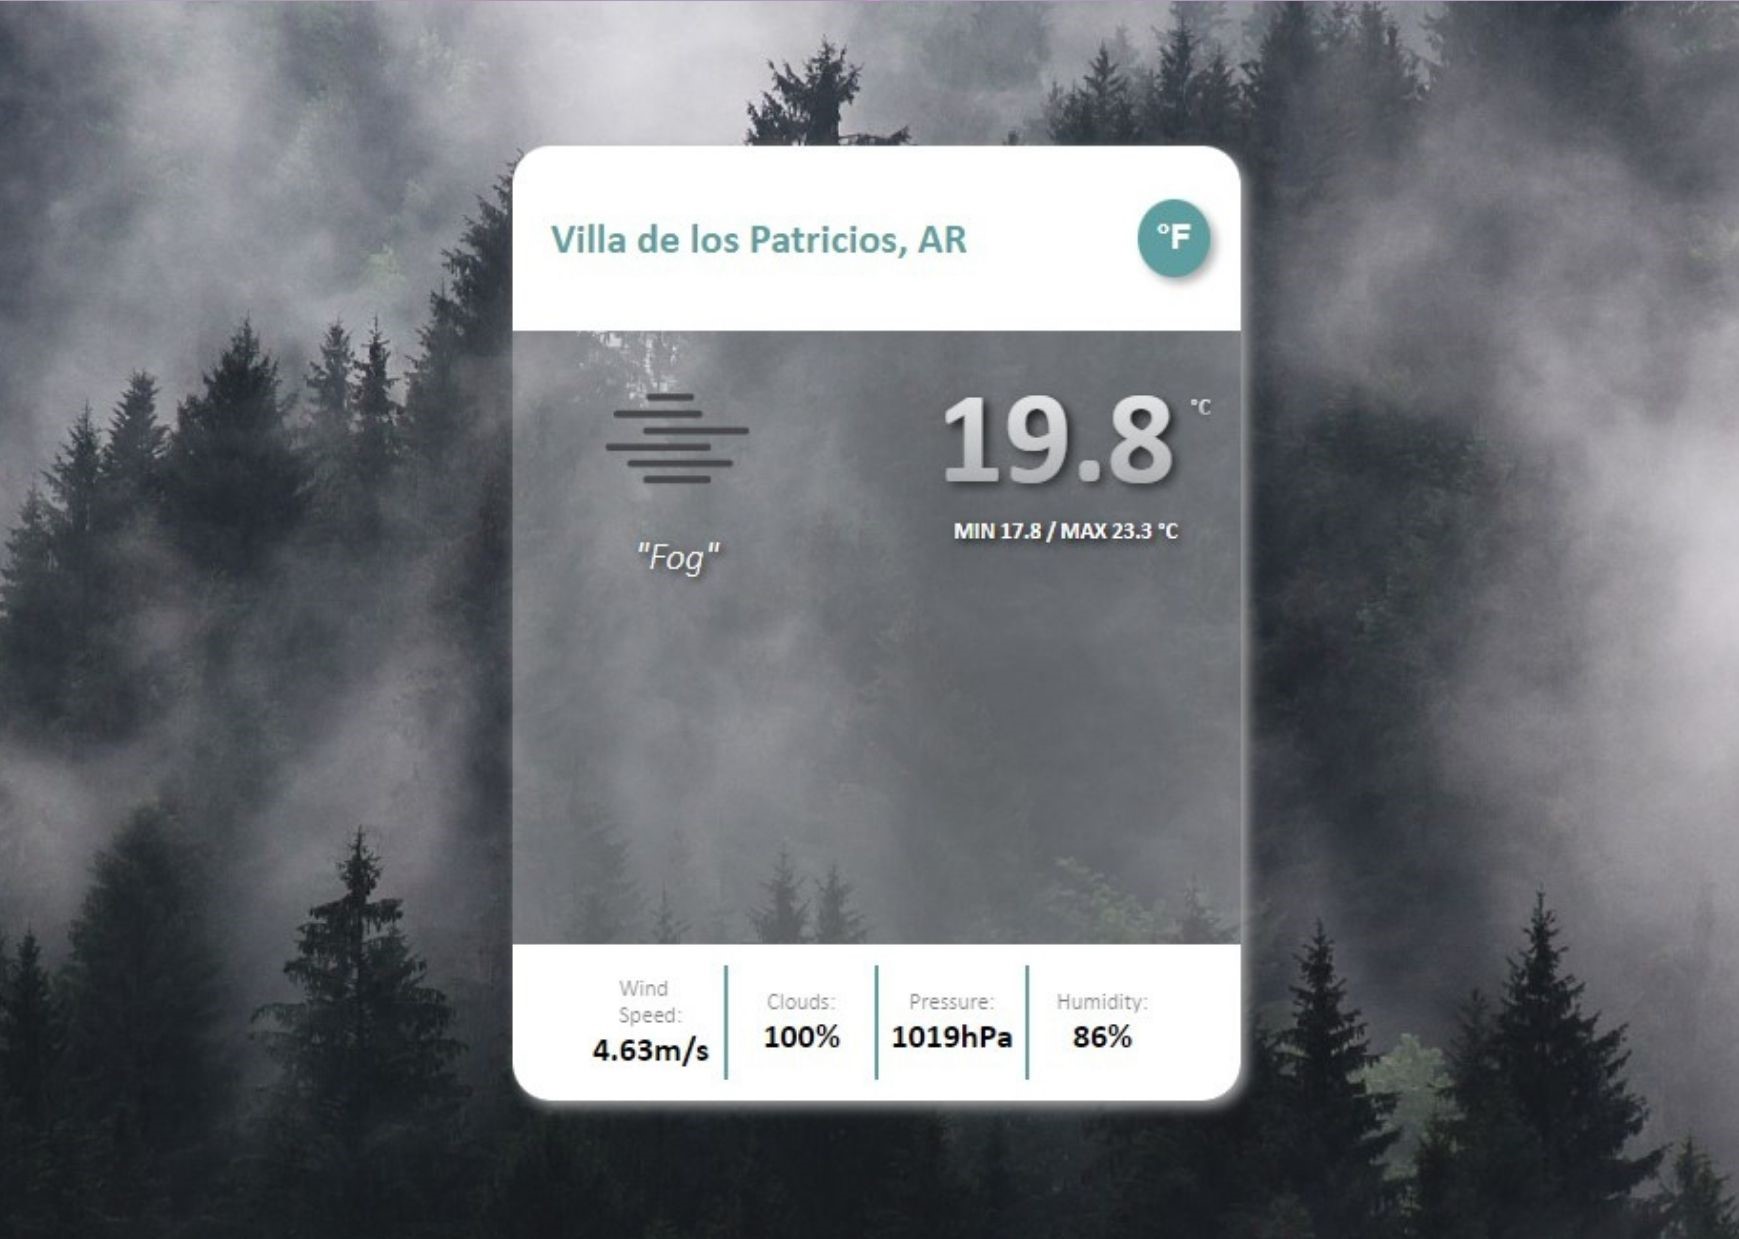 Villa de los Patricios, AR
°F
19.8 °C
MIN 17.8 / MAX 23.3 °C
"Fog"
Wind
Speed:
4.63m/s
Clouds:
100%
Pressure:
1019hPa
Humidity:
86%